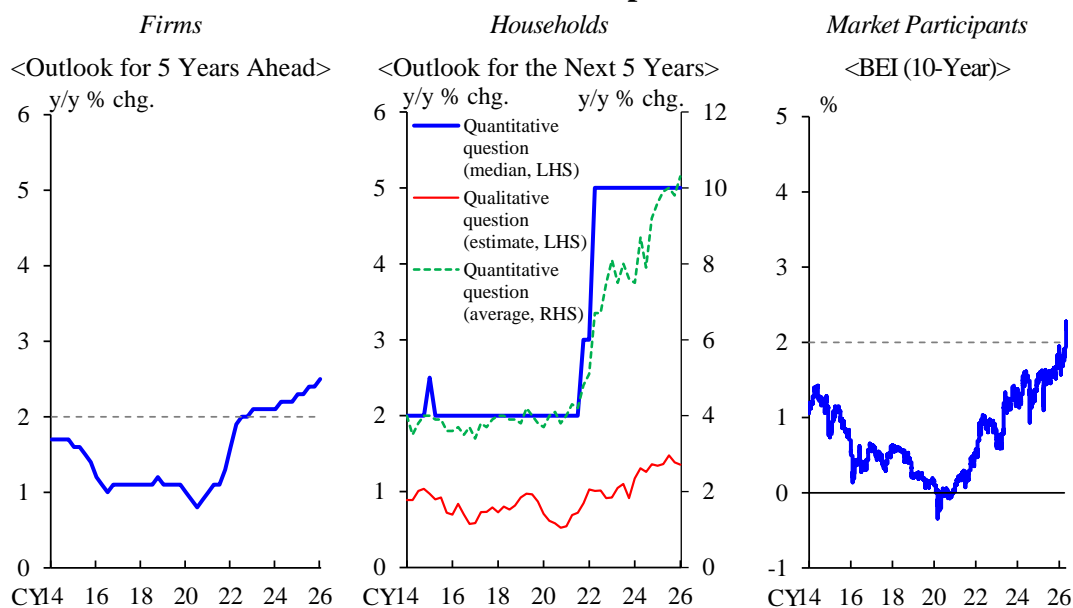 Firms
<Outlook for 5 Years Ahead>
y/y % chg.
6
5
4
3
2
1
0
CY14 16 18 20 22 24 26
Households
<Outlook for the Next 5 Years>
y/y % chg.
y/y % chg.
6
5
4
3
2
1
0
12
10
8
6
4
2
0
Quantitative
question
(median, LHS)
Qualitative
question
(estimate, LHS)
Quantitative
question
(average, RHS)
CY14 16 18 20 22 24 26
Market Participants
<BEI (10-Year)>
%
5
4
3
2
1
0
-1
CY14 16 18 20 22 24 26